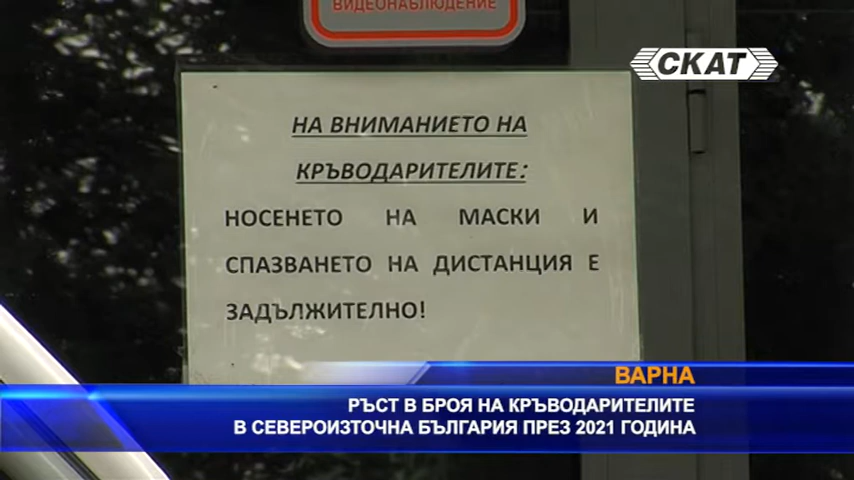 ВИДЕОНАБЛЮДЕНИЕ
СКАТ
НА ВНИМАНИЕТО НА
КРЪВОДАРИТЕЛИТЕ:
НОСЕНЕТО НА МАСКИ И
СПАЗВАНЕТО НА ДИСТАНЦИЯ Е
ЗАДЪЛЖИТЕЛНО!
ВАРНА
РЪСТ В БРОЯ НА КРЪВОДАРИТЕЛИТЕ
В СЕВЕРОИЗТОЧНА БЪЛГАРИЯ ПРЕЗ 2021 ГОДИНА